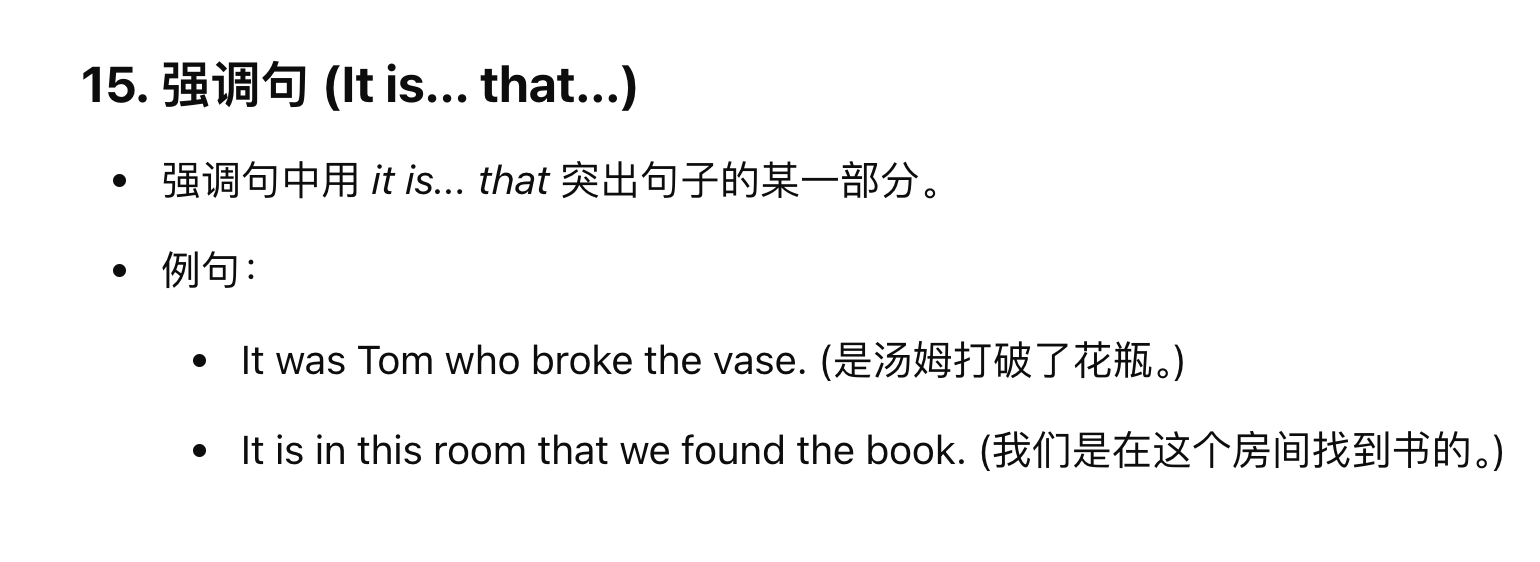 15. 强调句 (It is... that...)
• 强调句中用 it is... that 突出句子的某一部分。
• 例句：
• It was Tom who broke the vase. (是汤姆打破了花瓶。)
• It is in this room that we found the book. (我们是在这个房间找到书的。)